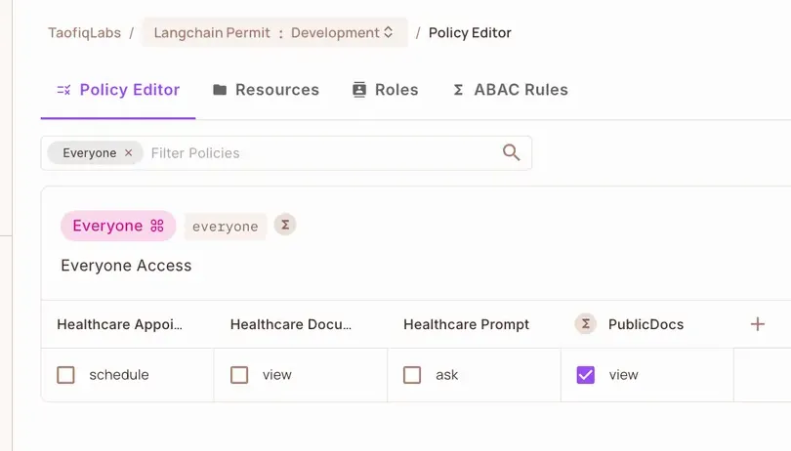 TaofiqLabs / Langchain Permit : Development / Policy Editor
Policy Editor Resources Roles Σ ABAC Rules
Everyone × Filter Policies
Everyone ⌘ everyone Σ
Everyone Access
Healthcare Appoi... Healthcare Docu... Healthcare Prompt Σ PublicDocs +
schedule view ask view